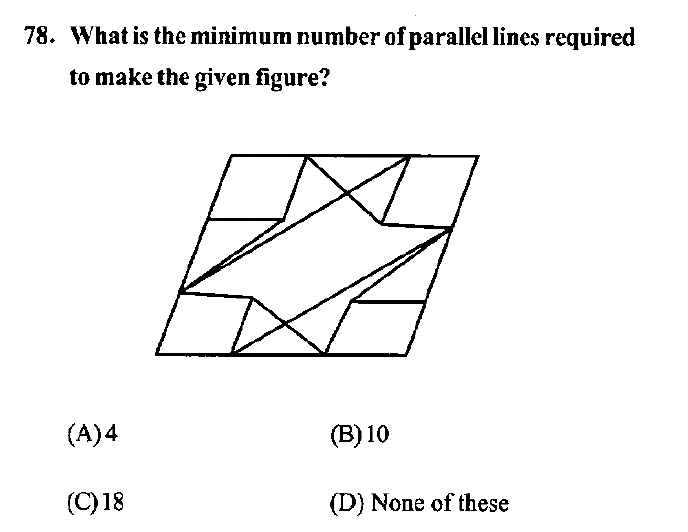 78. What is the minimum number of parallel lines required
to make the given figure?
(A) 4 (B) 10
(C) 18 (D) None of these